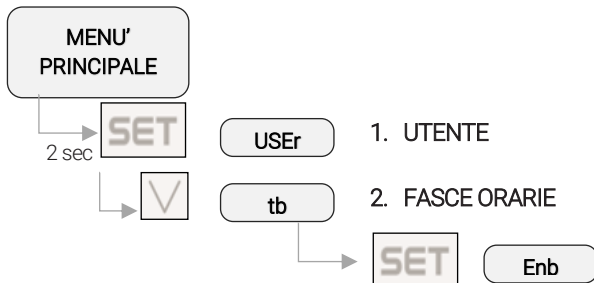 MENU’
PRINCIPALE
SET USEr 1. UTENTE
2 sec
tb 2. FASCE ORARIE
SET Enb